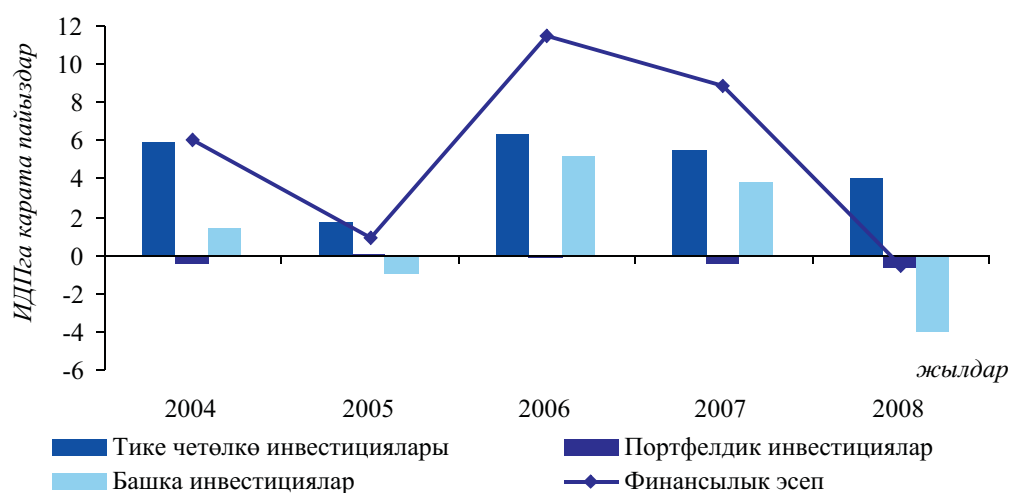 ИДПга карата пайыздар
12
10
8
6
4
2
0
-2
-4
-6
жылдар
2004 2005 2006 2007 2008
Тике четөлкө инвестициялары Портфелдик инвестициялар
Башка инвестициялар Финансылык эсеп